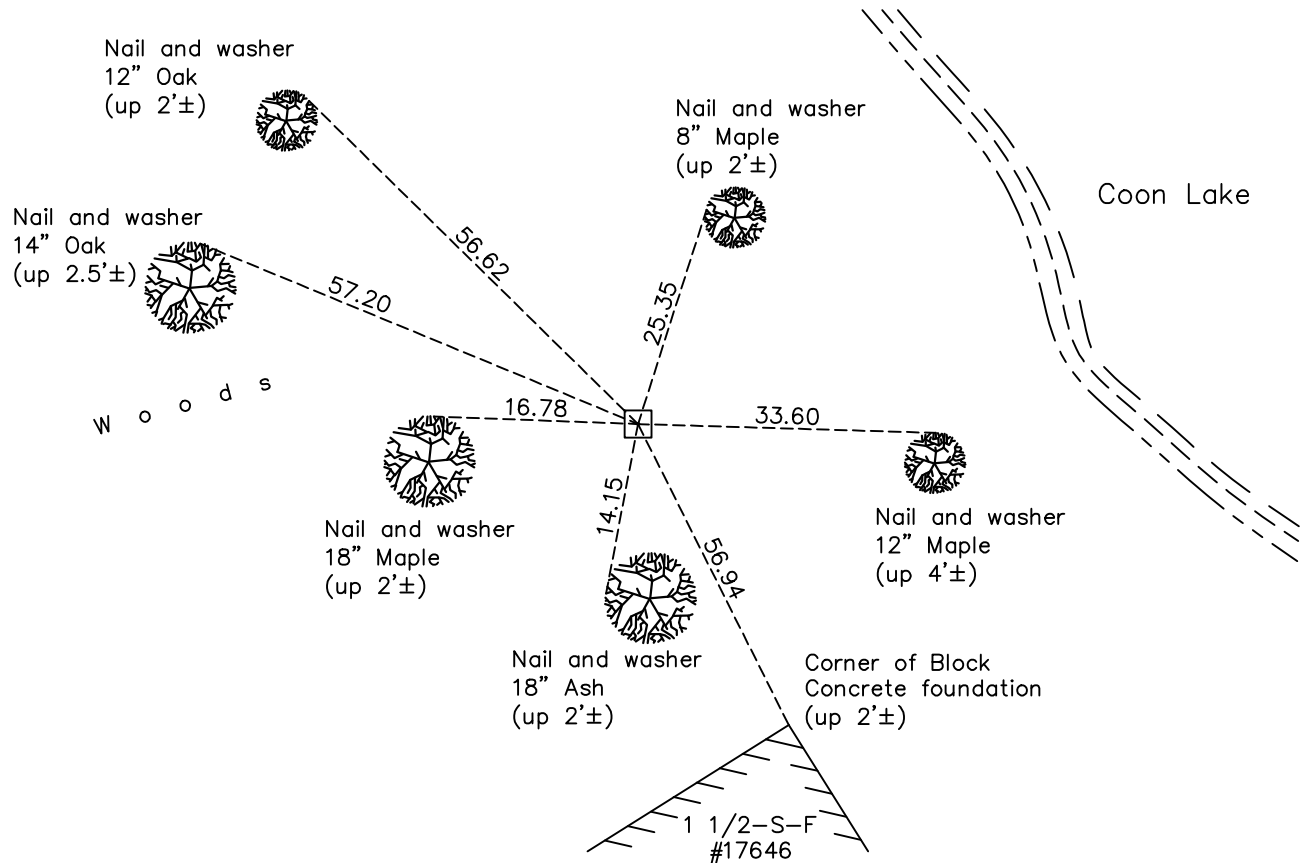 Nail and washer
12” Oak
(up 2'±)
Nail and washer
8” Maple
(up 2'±)
Coon Lake
Nail and washer
14” Oak
(up 2.5'±)
56.62
57.20
25.35
Woods
16.78
33.60
14.15
56.94
Nail and washer
18” Maple
(up 2'±)
Nail and washer
12” Maple
(up 4'±)
Nail and washer
18” Ash
(up 2'±)
Corner of Block
Concrete foundation
(up 2'±)
1 1/2-S-F
#17646